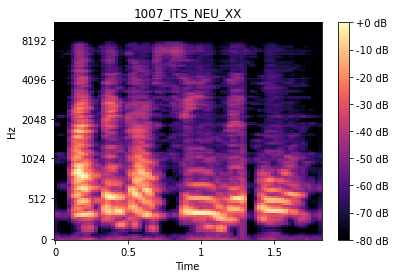 1007_ITS_NEU_XX
+0 dB
8192
-10 dB
4096
-20 dB
-30 dB
2048
Hz
-40 dB
1024
-50 dB
512
-60 dB
-70 dB
0
-80 dB
0
0.5
1
1.5
Time